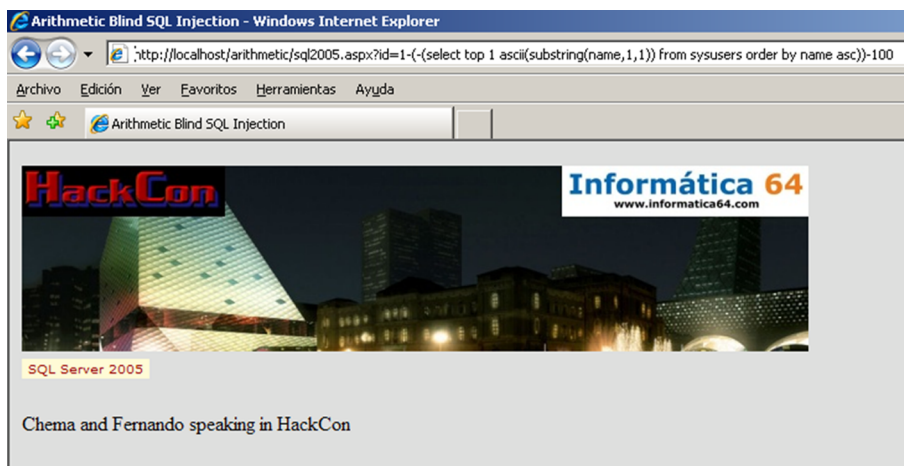 Arithmetic Blind SQL Injection - Windows Internet Explorer
http://localhost/arithmetic/sql2005.aspx?id=1-(-(select top 1 ascii(substring(name,1,1)) from sysusers order by name asc))-100
Archivo Edición Ver Favoritos Herramientas Ayuda
Arithmetic Blind SQL Injection
HackCon
Informática 64
www.informatica64.com
SQL Server 2005
Chema and Fernando speaking in HackCon